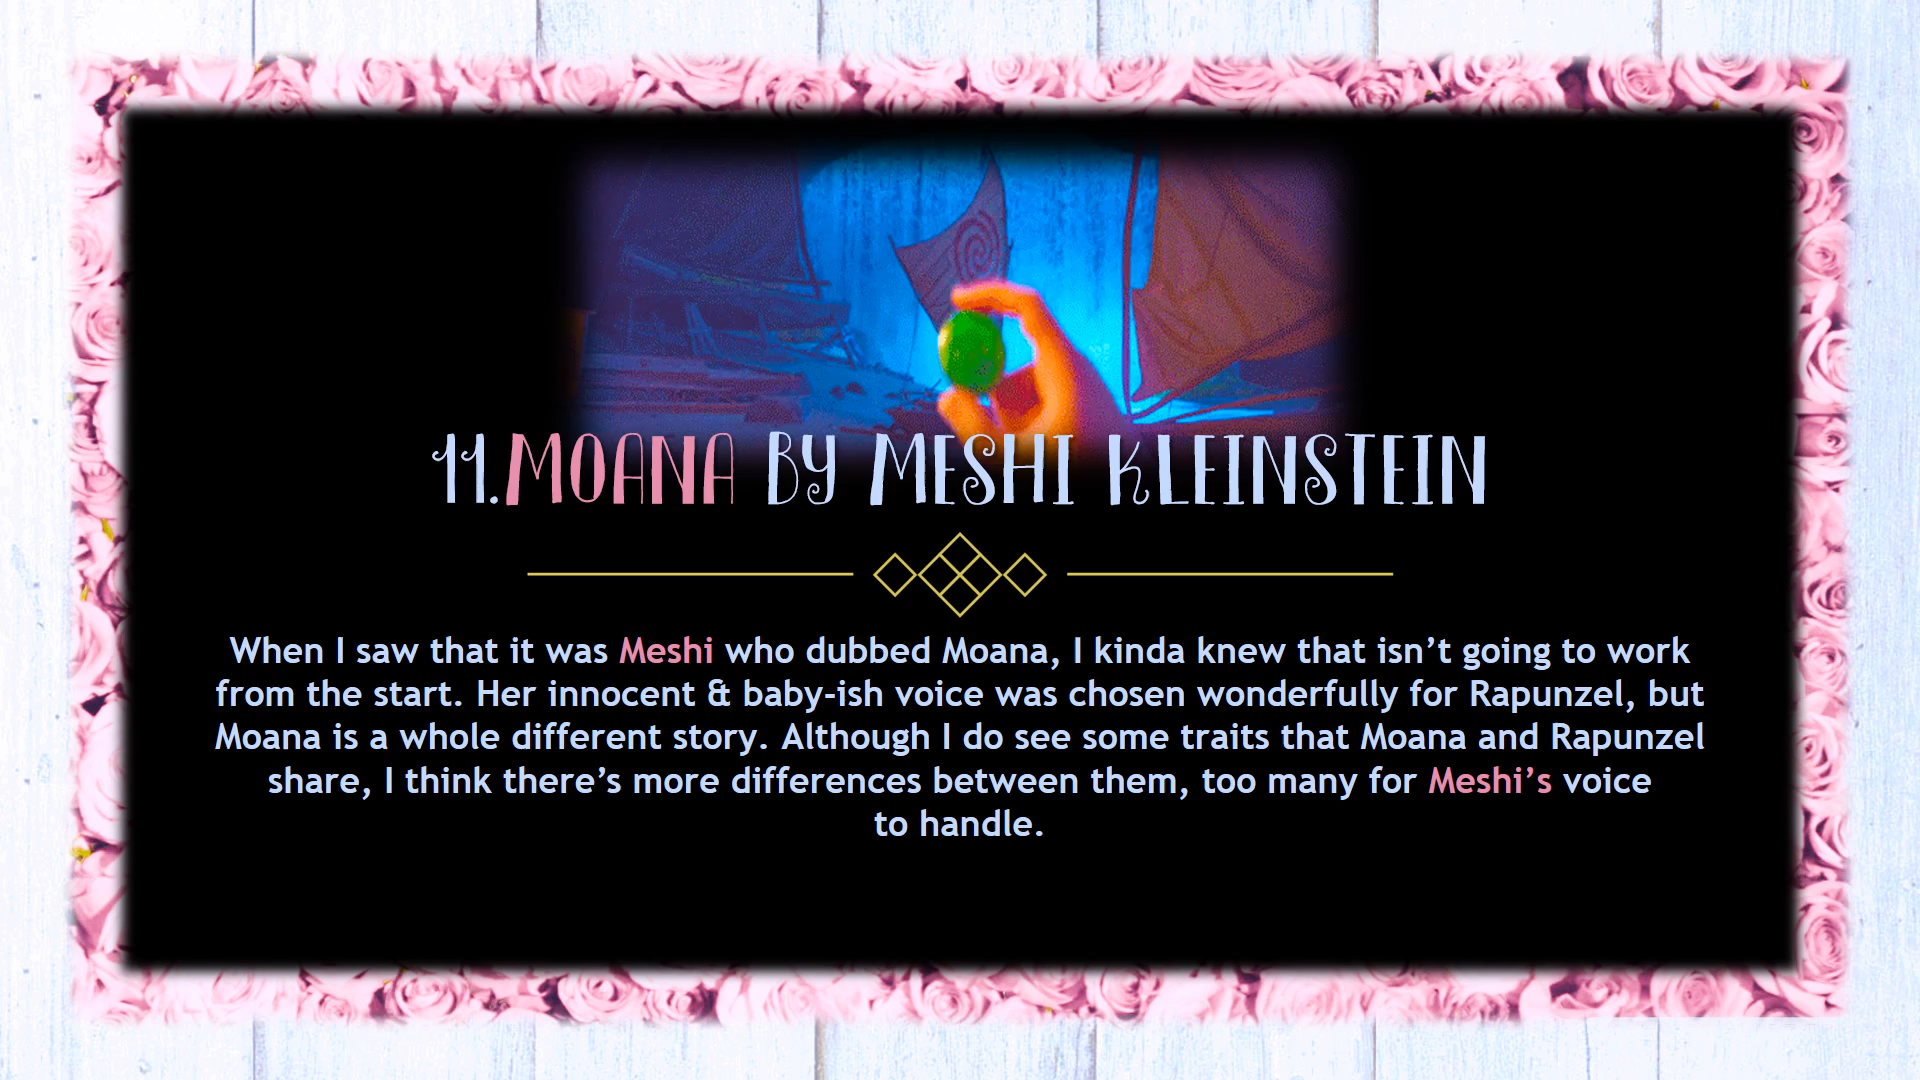 11.MOANA BY MESHI KLEINSTEIN
When I saw that it was Meshi who dubbed Moana, I kinda knew that isn’t going to work
from the start. Her innocent & baby-ish voice was chosen wonderfully for Rapunzel, but
Moana is a whole different story. Although I do see some traits that Moana and Rapunzel
share, I think there’s more differences between them, too many for Meshi’s voice
to handle.